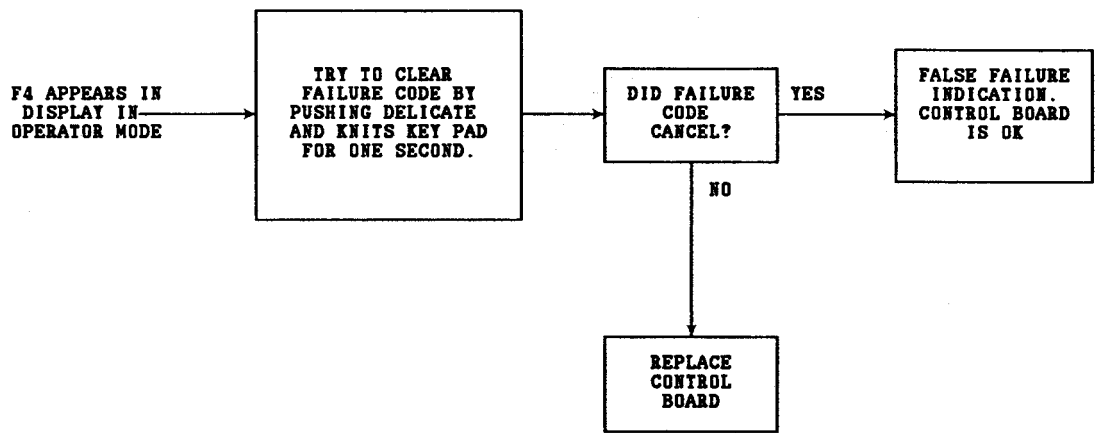 F4 APPEARS IN
DISPLAY IN
OPERATOR MODE
TRY TO CLEAR
FAILURE CODE BY
PUSHING DELICATE
AND KNITS KEY PAD
FOR ONE SECOND.
DID FAILURE
CODE
CANCEL?
YES
FALSE FAILURE
INDICATION.
CONTROL BOARD
IS OK
NO
REPLACE
CONTROL
BOARD